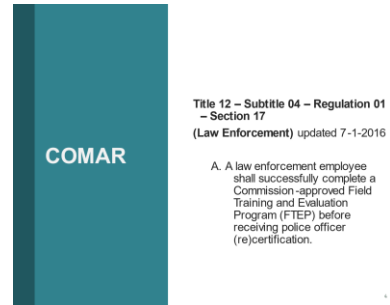 COMAR
Title 12 – Subtitle 04 – Regulation 01
– Section 17
(Law Enforcement) updated 7-1-2016
A. A law enforcement employee
shall successfully complete a
Commission-approved Field
Training and Evaluation
Program (FTEP) before
receiving police officer
(re)certification.